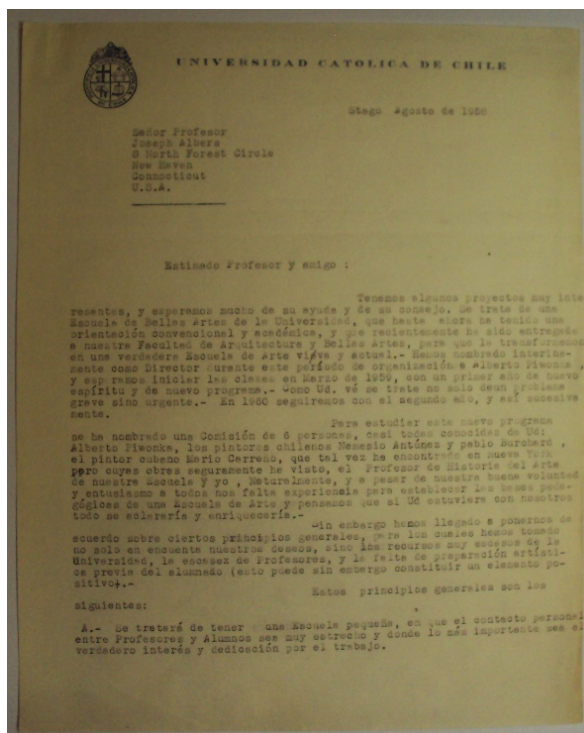 UNIVERSIDAD CATOLICA DE CHILE
Stgo Agosto de 1958
Señor Profesor
Joseph Albers
8 North Forest Circle
New Haven
Connecticut
U.S.A.
Estimado Profesor y amigo :
Tenemos algunos proyectos muy inte
resantes, y esperamos mucho de su ayuda y de su consejo. Se trata de una
Escuela de Bellas Artes de la Universidad, que hasta ahora ha tenido una
orientación convencional y académica, y que recientemente ha sido entregada
a nuestra Facultad de Arquitectura y Bellas Artes, para que la transformemos
en una verdadera Escuela de Arte viva y actual.- Hemos nombrado interina-
mente como Director durante este período de organización a Alberto Piwonka ,
y esperamos iniciar las clases en Marzo de 1959, con un primer año de nuevo
espíritu y de nuevo programa.- Como Ud. vé se trata no solo deun problema
grave sino urgente.- En 1960 seguiremos con el segundo año, y así sucesiva
mente.
Para estudiar este nuevo programa
se ha nombrado una Comisión de 6 personas, casi todas conocidas de Ud:
Alberto Piwonka, los pintores chilenos Nemesio Antúnez y pablo Burchard ,
el pintor cubano Mario Carreño, que tal vez ha encontrado en nueva York
pero cuyas obras seguramente ha visto, el Profesor de Historia del Arte
de nuestra Escuela y yo , Naturalmente, y a pesar de nuestra buena voluntad
y entusiasmo a todos nos falta experiencia para establecer las bases peda-
gógicas de una Escuela de Arte y pensamos que si Ud estuviera con nosotros
todo se aclararía y enriquecería.-
Sin embargo hemos llegado a ponernos de
acuerdo sobre ciertos principios generales, para los cuales hemos tomado
no solo en encuenta nuestros deseos, sino los recursos muy escasos de la
Universidad, la escasez de Profesores, y la falta de preparación artísti-
ca previa del alumnado (esto puede sin embargo constituir un elemento po-
sitivo).-
Estos principios generales son los
siguientes:
A.- Se tratará de tener una Escuela pequeña, en que el contacto personal
entre Profesores y Alumnos sea muy estrecho y donde lo más importante sea el
verdadero interés y dedicación por el trabajo.